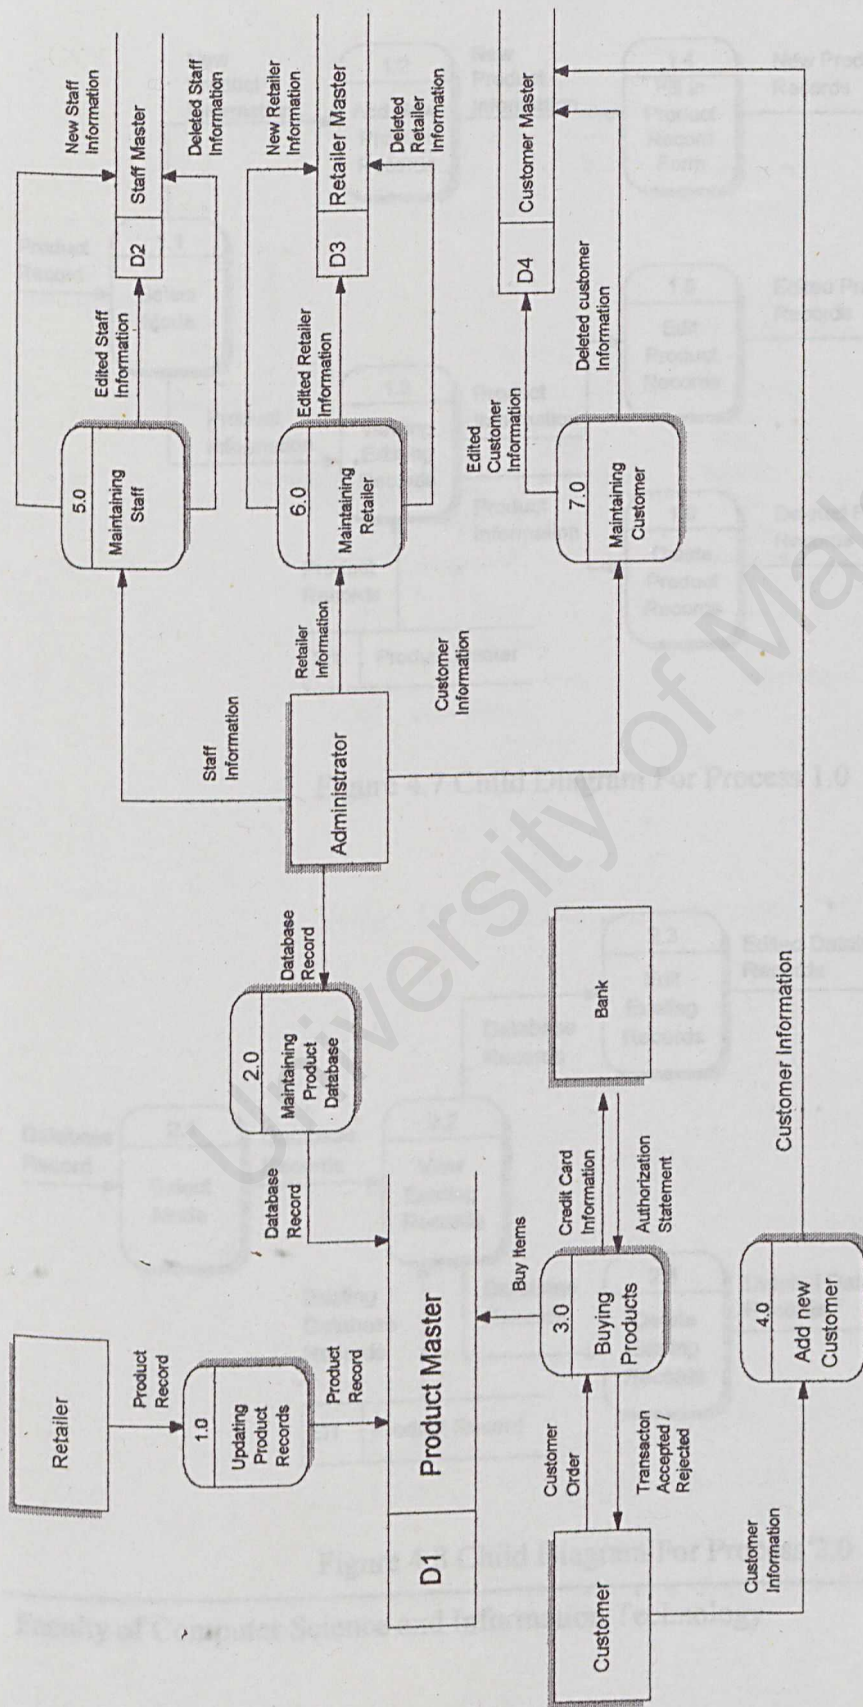 Retailer
Product
Record
1.0
Updating
Product
Records
Product
Record
D1
Product Master
Database
Record
2.0
Maintaining
Product
Database
Database
Record
Administrator
Staff
Information
5.0
Maintaining
Staff
New Staff
Information
Edited Staff
Information
Deleted Staff
Information
D2
Staff Master
Retailer
Information
6.0
Maintaining
Retailer
New Retailer
Information
Edited Retailer
Information
Deleted
Retailer
Information
D3
Retailer Master
Customer
Information
7.0
Maintaining
Customer
Edited
Customer
Information
Deleted customer
Information
D4
Customer Master
Customer
Customer
Order
Transacton
Accepted /
Rejected
3.0
Buying
Products
Buy Items
Credit Card
Information
Authorization
Statement
Bank
Customer
Information
4.0
Add new
Customer
Customer Information
University of
Figure 4.7 Child Diagram For Process 1.0
Child Diagram For Process 2.0
Faculty of Computer Science and Information Technology